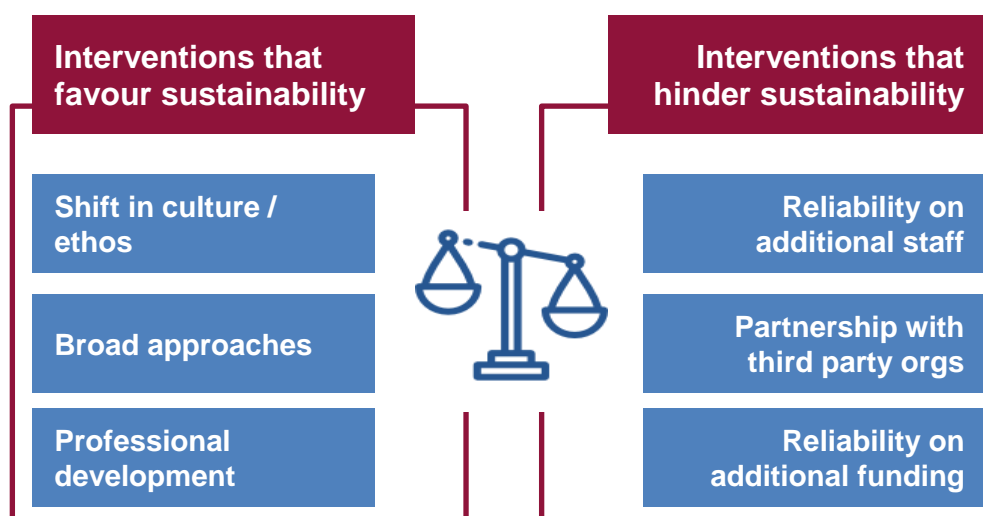 Interventions that
favour sustainability
Shift in culture /
ethos
Broad approaches
Professional
development
Interventions that
hinder sustainability
Reliability on
additional staff
Partnership with
third party orgs
Reliability on
additional funding